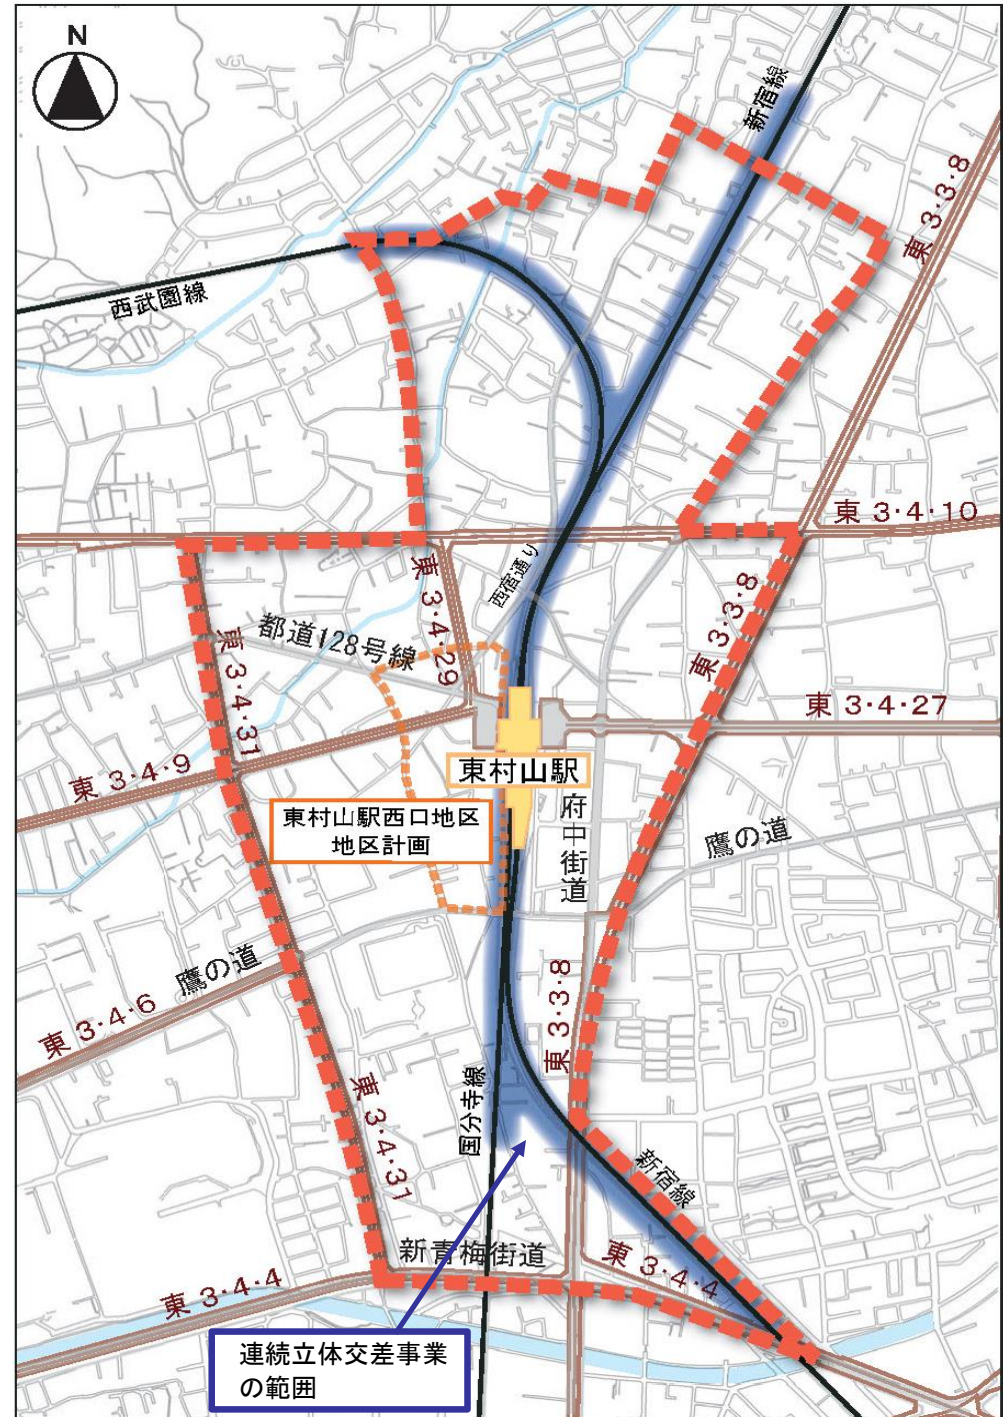 N
新宿線
東 3·3·8
西武園線
東 3·4·10
西宿通り
東 3·4·29
東 3·3·8
都道128号線
東 3·4·31
東 3·4·27
東 3·4·9
東村山駅
東村山駅西口地区
地区計画
府中街道
鷹の道
鷹の道
東 3·4·6
東 3·3·8
国分寺線
東 3·4·31
新宿線
新青梅街道
東 3·4·4
東 3·4·4
連続立体交差事業
の範囲